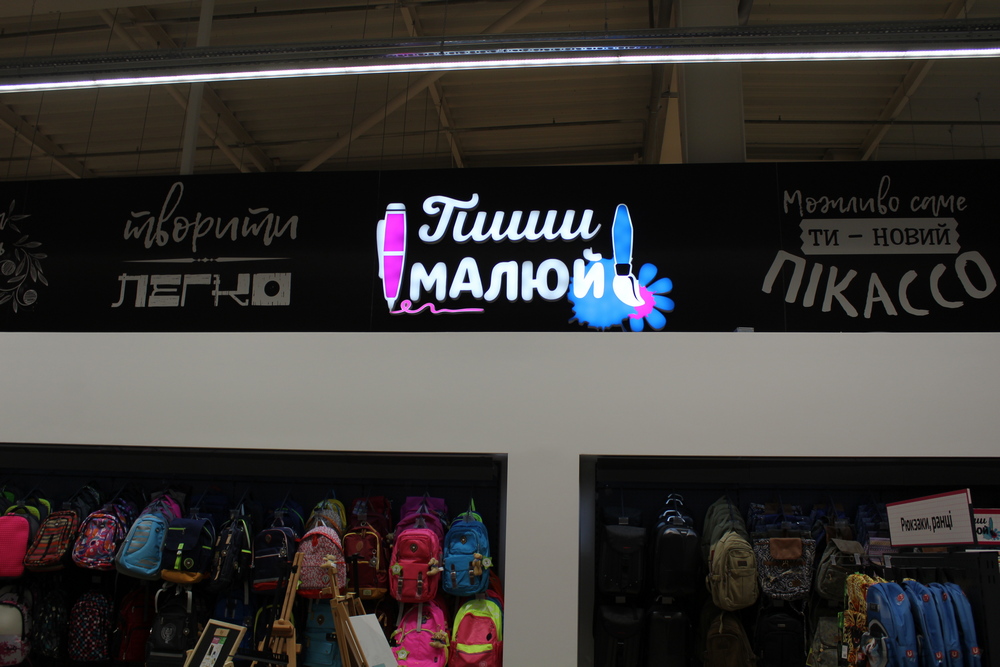 творити
ЛЕГКО
Пиши
МАЛЮЙ
Можливо саме
ТИ - НОВИЙ
ПІКАССО
Рюкзаки, ранці